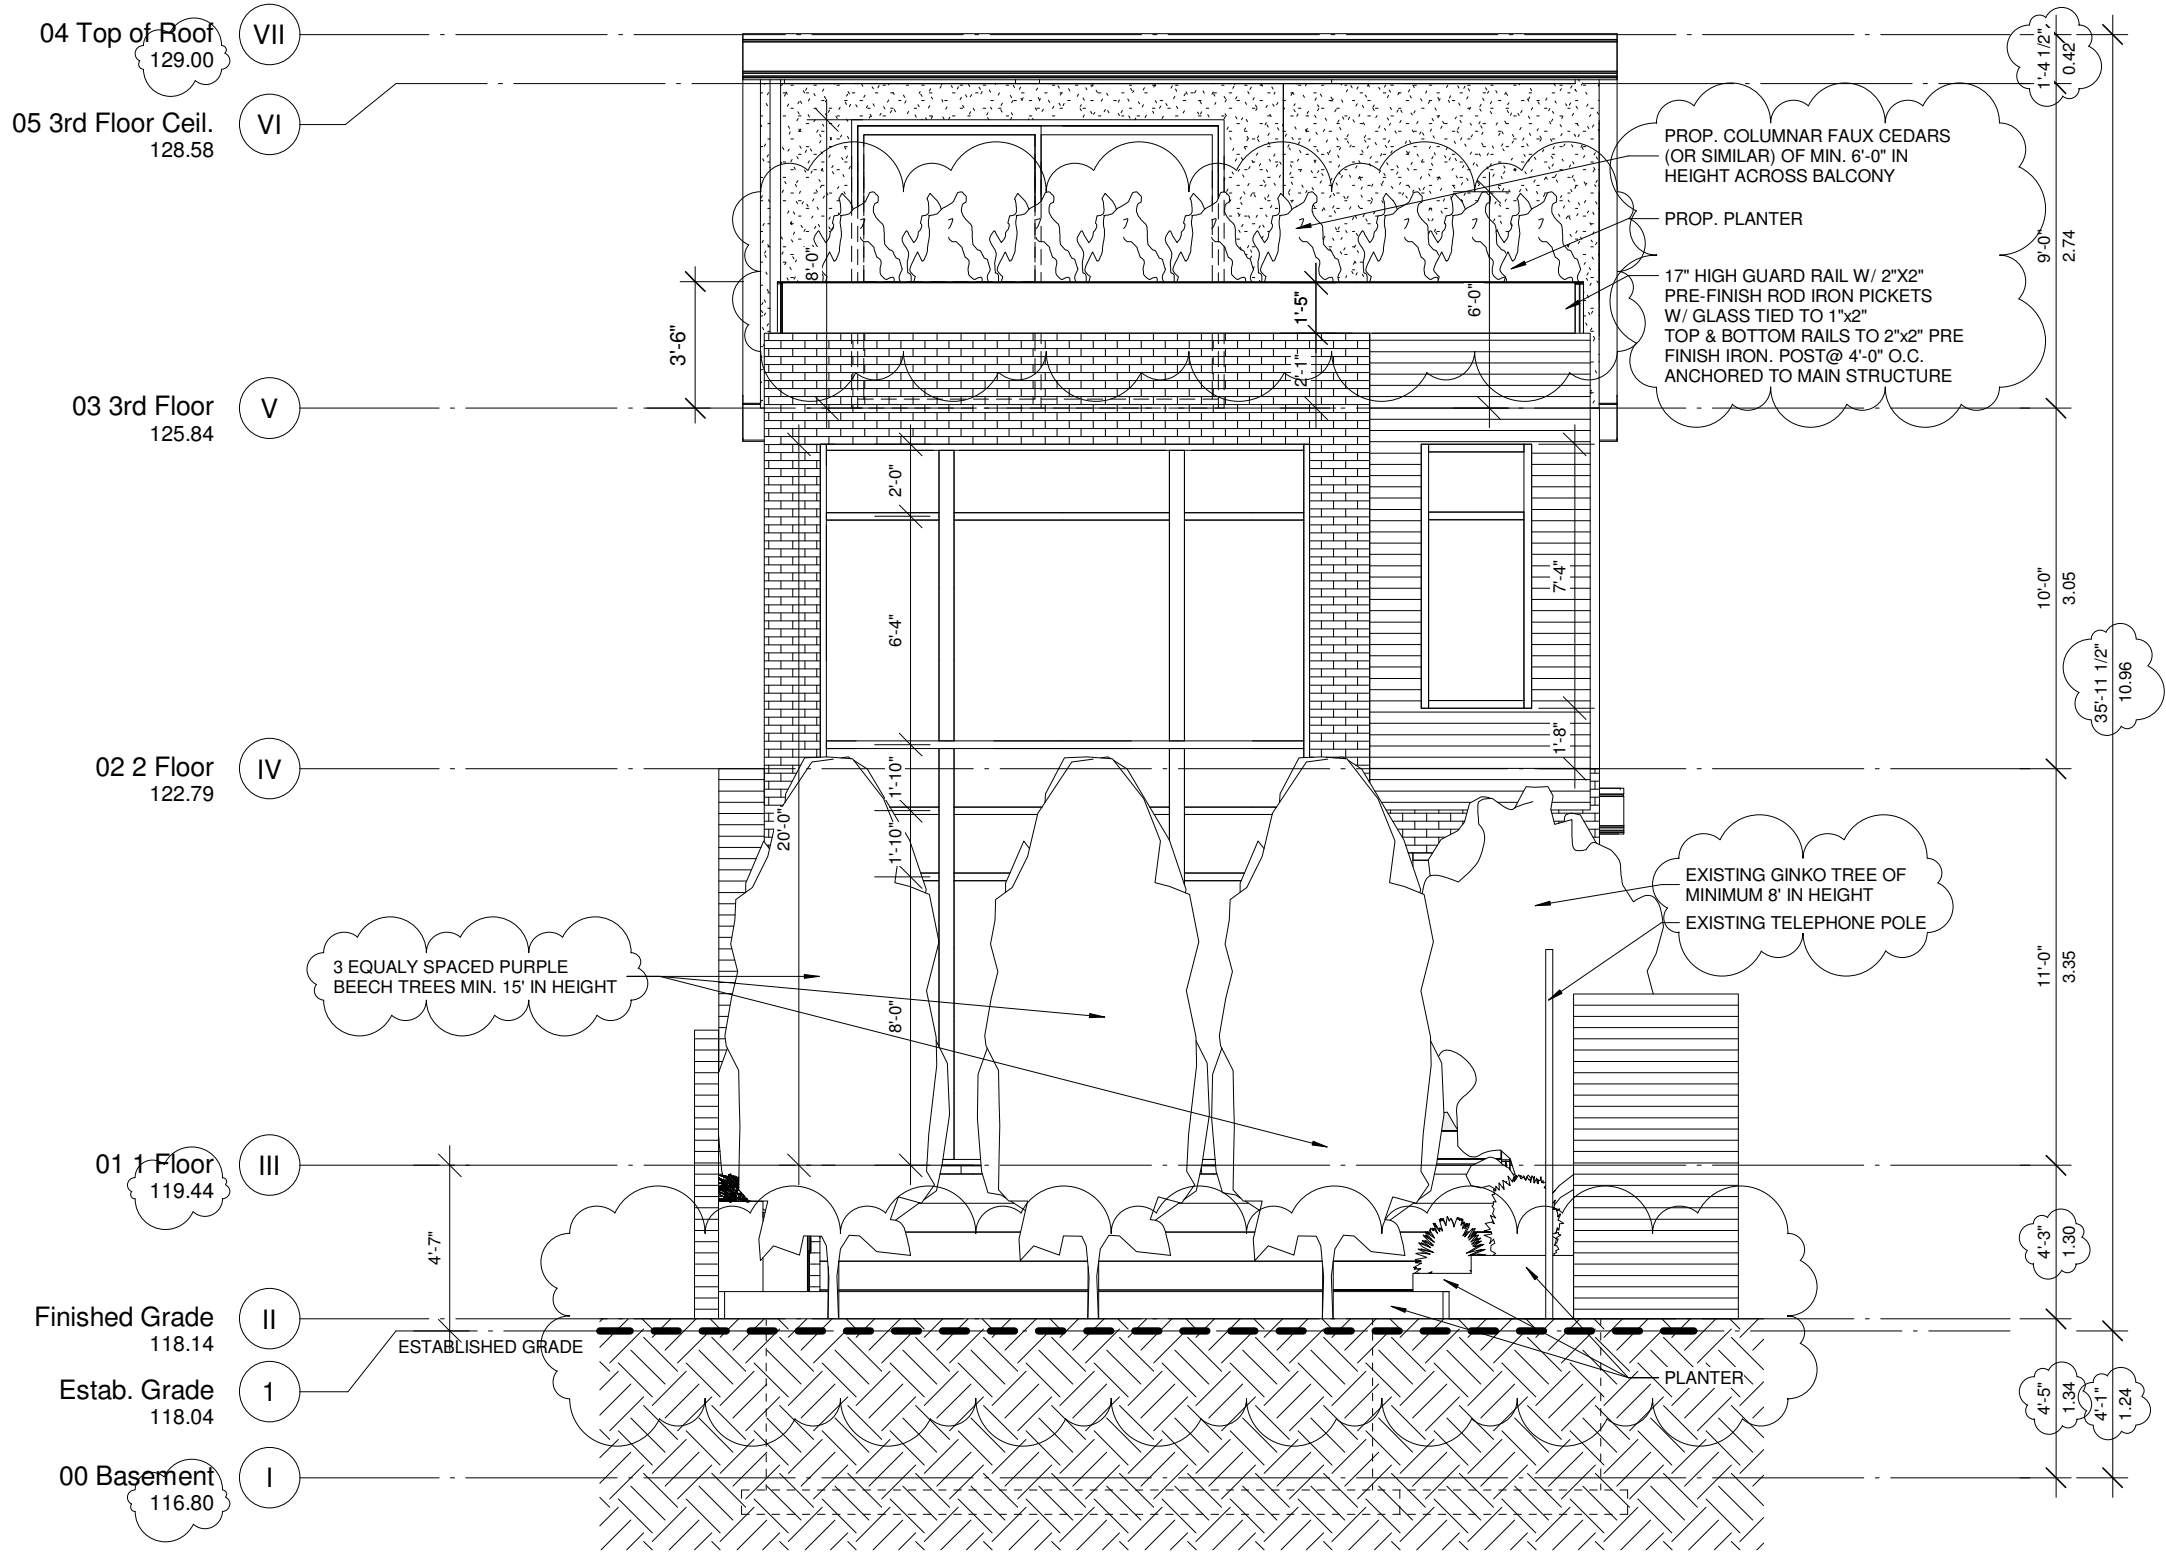 04 Top of Roof
129.00
VII
05 3rd Floor Ceil.
128.58
VI
03 3rd Floor
125.84
V
02 2 Floor
122.79
IV
01 1 Floor
119.44
III
Finished Grade
118.14
II
Estab. Grade
118.04
1
00 Basement
116.80
I
ESTABLISHED GRADE
4'-7"
3'-6"
3 EQUALY SPACED PURPLE
BEECH TREES MIN. 15' IN HEIGHT
8'-0"
1'-5"
2'-1"
6'-0"
2'-0"
6'-4"
1'-10"
1'-10"
8'-0"
20'-0"
7'-4"
1'-8"
PROP. COLUMNAR FAUX CEDARS
(OR SIMILAR) OF MIN. 6'-0" IN
HEIGHT ACROSS BALCONY
PROP. PLANTER
17" HIGH GUARD RAIL W/ 2"X2"
PRE-FINISH ROD IRON PICKETS
W/ GLASS TIED TO 1"x2"
TOP & BOTTOM RAILS TO 2"x2" PRE
FINISH IRON. POST@ 4'-0" O.C.
ANCHORED TO MAIN STRUCTURE
EXISTING GINKO TREE OF
MINIMUM 8' IN HEIGHT
EXISTING TELEPHONE POLE
PLANTER
1'-4 1/2"
0.42
9'-0"
2.74
10'-0"
3.05
35'-11 1/2"
10.96
11'-0"
3.35
4'-3"
1.30
4'-5"
1.34
4'-1"
1.24